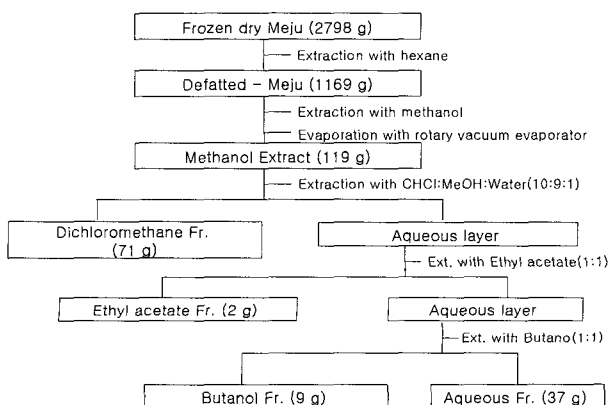 Frozen dry Meju (2798 g)
Extraction with hexane
Defatted - Meju (1169 g)
Extraction with methanol
Evaporation with rotary vacuum evaporator
Methanol Extract (119 g)
Extraction with CHCl:MeOH:Water(10:9:1)
Dichloromethane Fr.
(71 g)
Aqueous layer
Ext. with Ethyl acetate(1:1)
Ethyl acetate Fr. (2 g)
Aqueous layer
Ext. with Butano(1:1)
Butanol Fr. (9 g)
Aqueous Fr. (37 g)